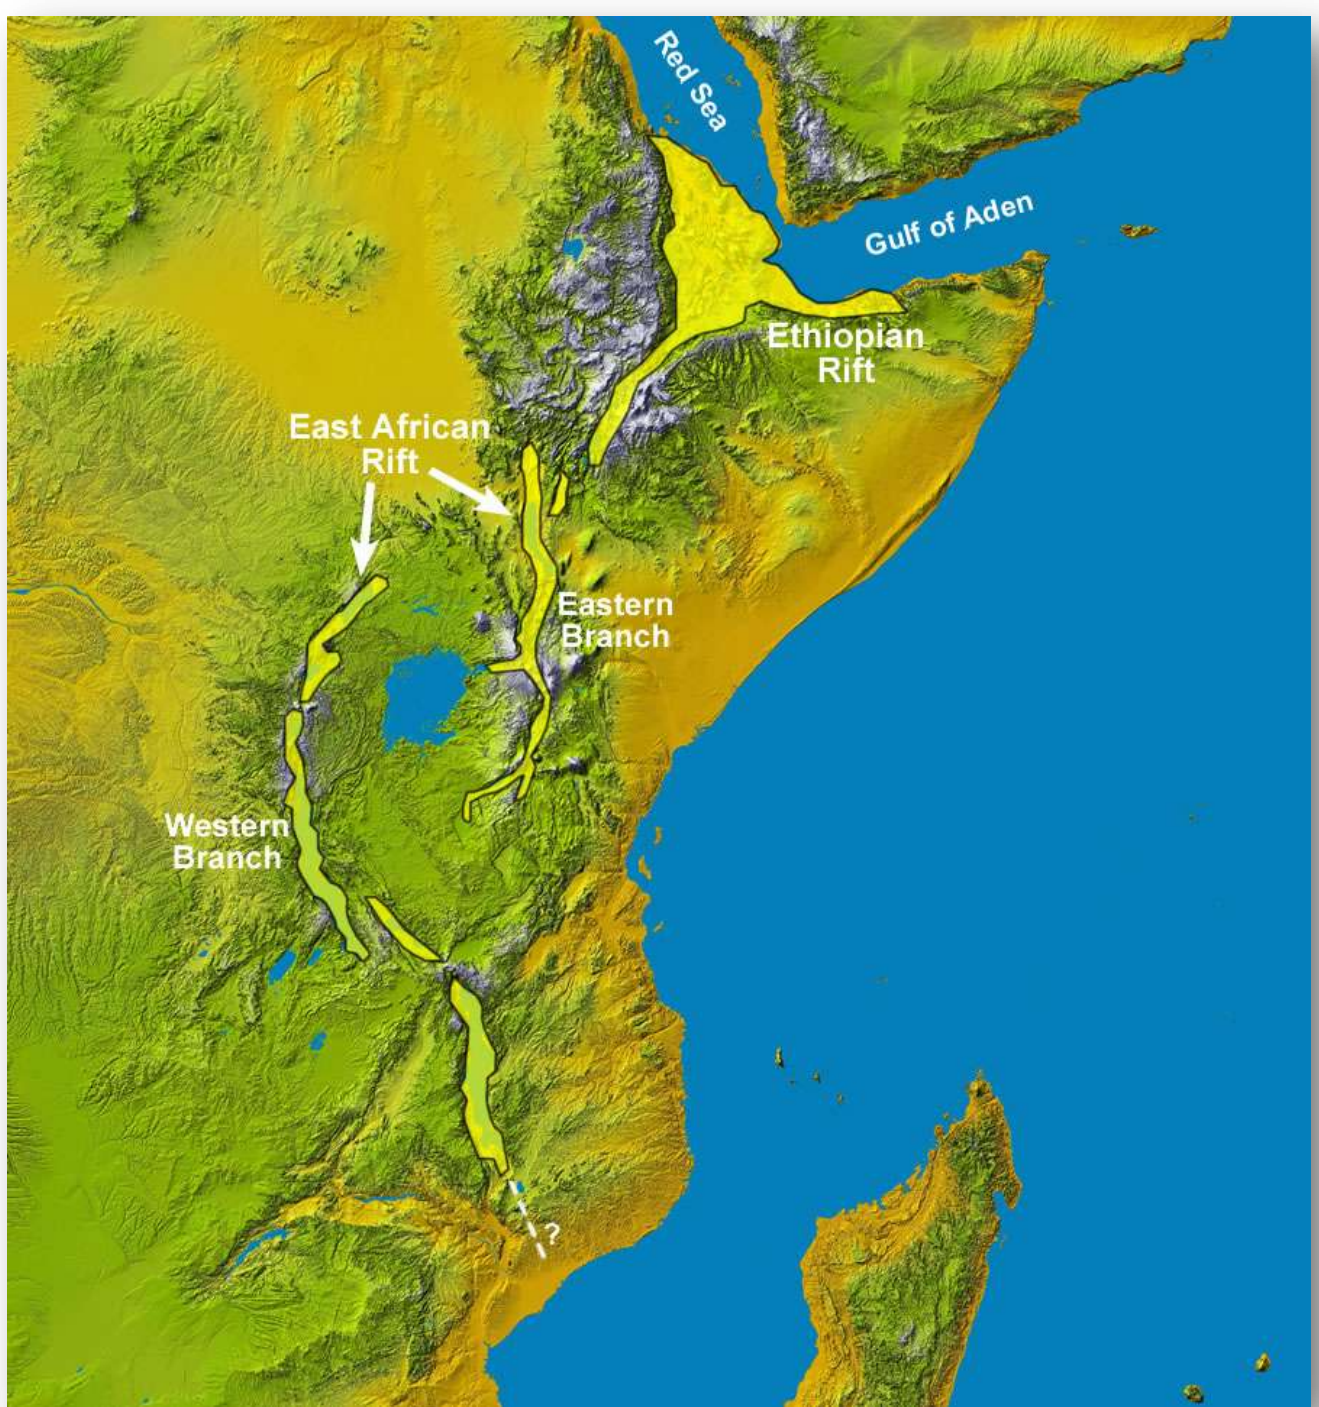 Red Sea
Gulf of Aden
Ethiopian
Rift
East African
Rift
Eastern
Branch
Western
Branch
?